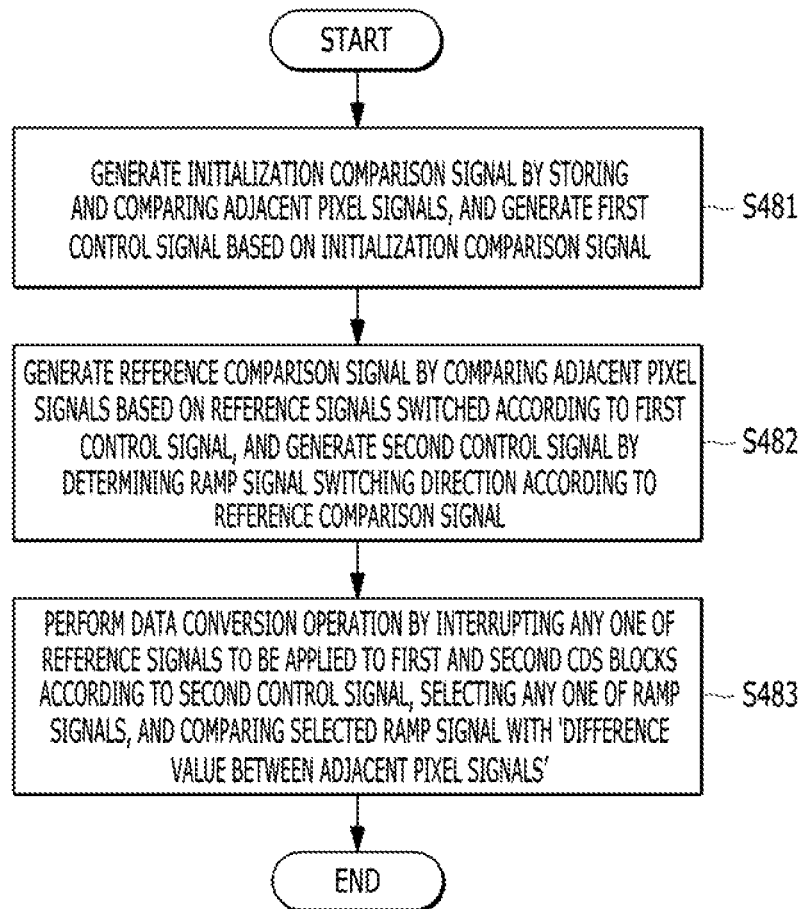 START
GENERATE INITIALIZATION COMPARISON SIGNAL BY STORING
AND COMPARING ADJACENT PIXEL SIGNALS, AND GENERATE FIRST
CONTROL SIGNAL BASED ON INITIALIZATION COMPARISON SIGNAL
S481
GENERATE REFERENCE COMPARISON SIGNAL BY COMPARING ADJACENT PIXEL
SIGNALS BASED ON REFERENCE SIGNALS SWITCHED ACCORDING TO FIRST
CONTROL SIGNAL, AND GENERATE SECOND CONTROL SIGNAL BY
DETERMINING RAMP SIGNAL SWITCHING DIRECTION ACCORDING TO
REFERENCE COMPARISON SIGNAL
S482
PERFORM DATA CONVERSION OPERATION BY INTERRUPTING ANY ONE OF
REFERENCE SIGNALS TO BE APPLIED TO FIRST AND SECOND CDS BLOCKS
ACCORDING TO SECOND CONTROL SIGNAL, SELECTING ANY ONE OF RAMP
SIGNALS, AND COMPARING SELECTED RAMP SIGNAL WITH 'DIFFERENCE
VALUE BETWEEN ADJACENT PIXEL SIGNALS'
S483
END